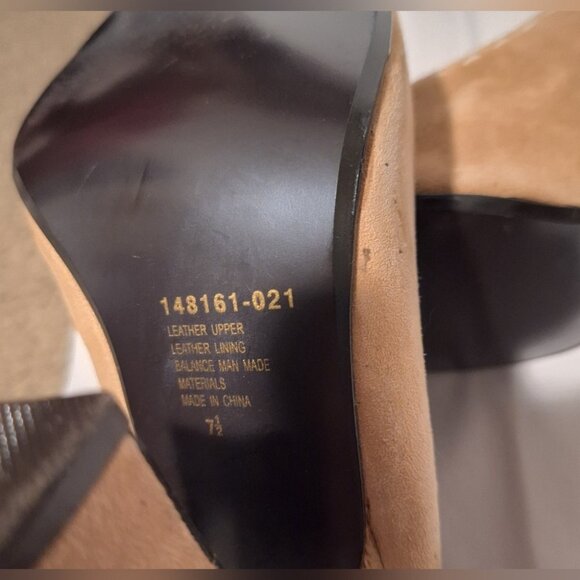 148161-021
LEATHER UPPER
LEATHER LINING
BALANCE MAN MADE
MATERIALS
MADE IN CHINA
7½